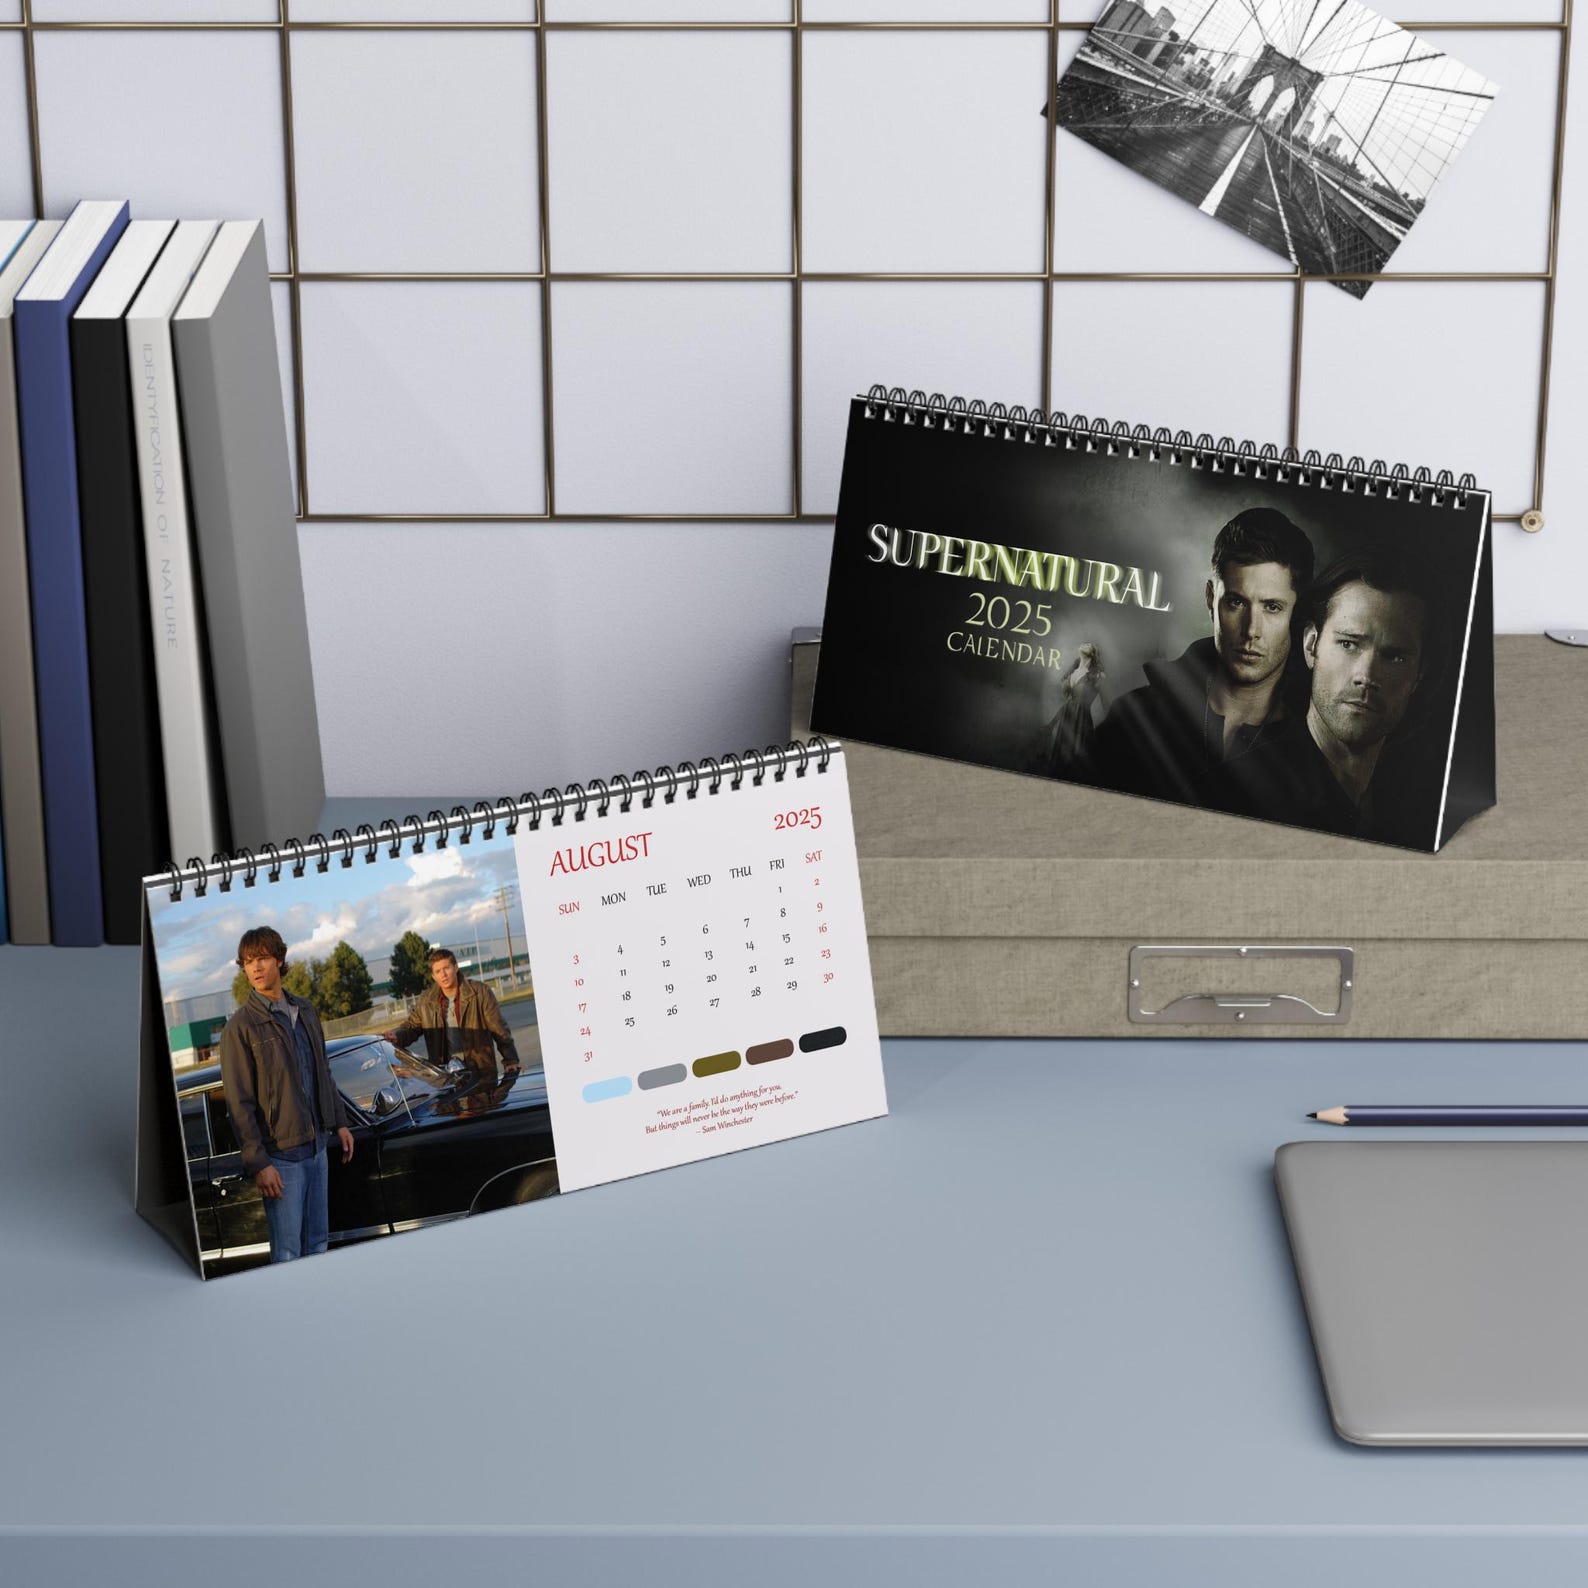 IDENTYFICATION OF NATURE
SUPERNATURAL
2025
CALENDAR
AUGUST 2025
SUN MON TUE WED THU FRI SAT
1 2
3 4 5 6 7 8 9
10 11 12 13 14 15 16
17 18 19 20 21 22 23
24 25 26 27 28 29 30
31
"We are a family. I'd do anything for you,
But things will never be the way they were before."
- Sam Winchester